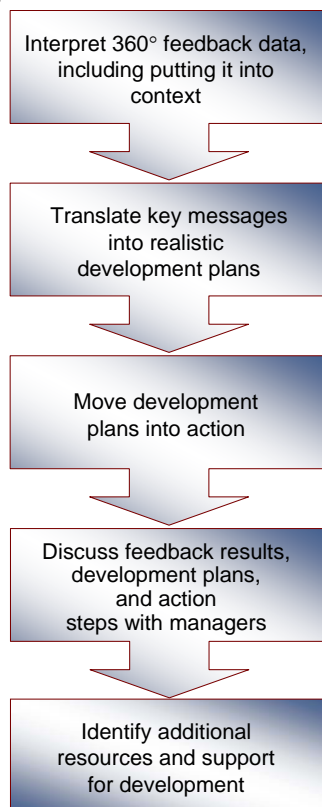 Interpret 360° feedback data,
including putting it into
context
Translate key messages
into realistic
development plans
Move development
plans into action
Discuss feedback results,
development plans,
and action
steps with managers
Identify additional
resources and support
for development